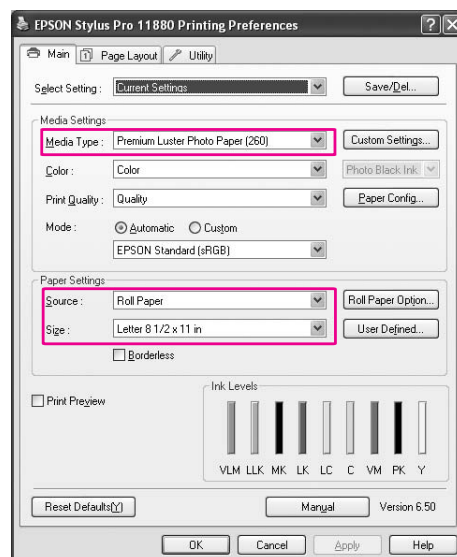 EPSON Stylus Pro 11880 Printing Preferences
Main Page Layout Utility
Select Setting : Current Settings Save/Del...
Media Settings
Media Type : Premium Luster Photo Paper (260) Custom Settings...
Color : Color Photo Black Ink
Print Quality : Quality Paper Config...
Mode : Automatic Custom
EPSON Standard (sRGB)
Paper Settings
Source : Roll Paper Roll Paper Option...
Size : Letter 8 1/2 x 11 in User Defined...
Borderless
Print Preview
Ink Levels
VLM LLK MK LK LC C VM PK Y
Reset Defaults(Y) Manual Version 6.50
OK Cancel Apply Help